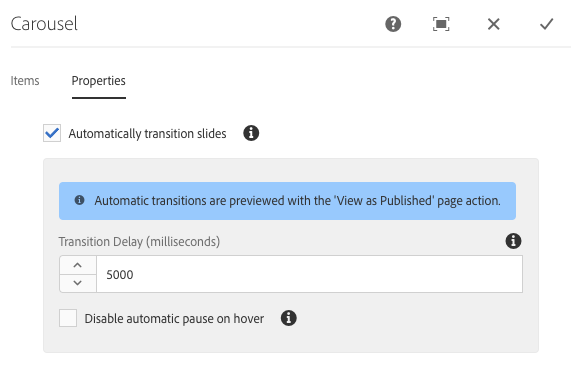 Carousel
Items
Properties
Automatically transition slides
Automatic transitions are previewed with the 'View as Published' page action.
Transition Delay (milliseconds)
5000
Disable automatic pause on hover